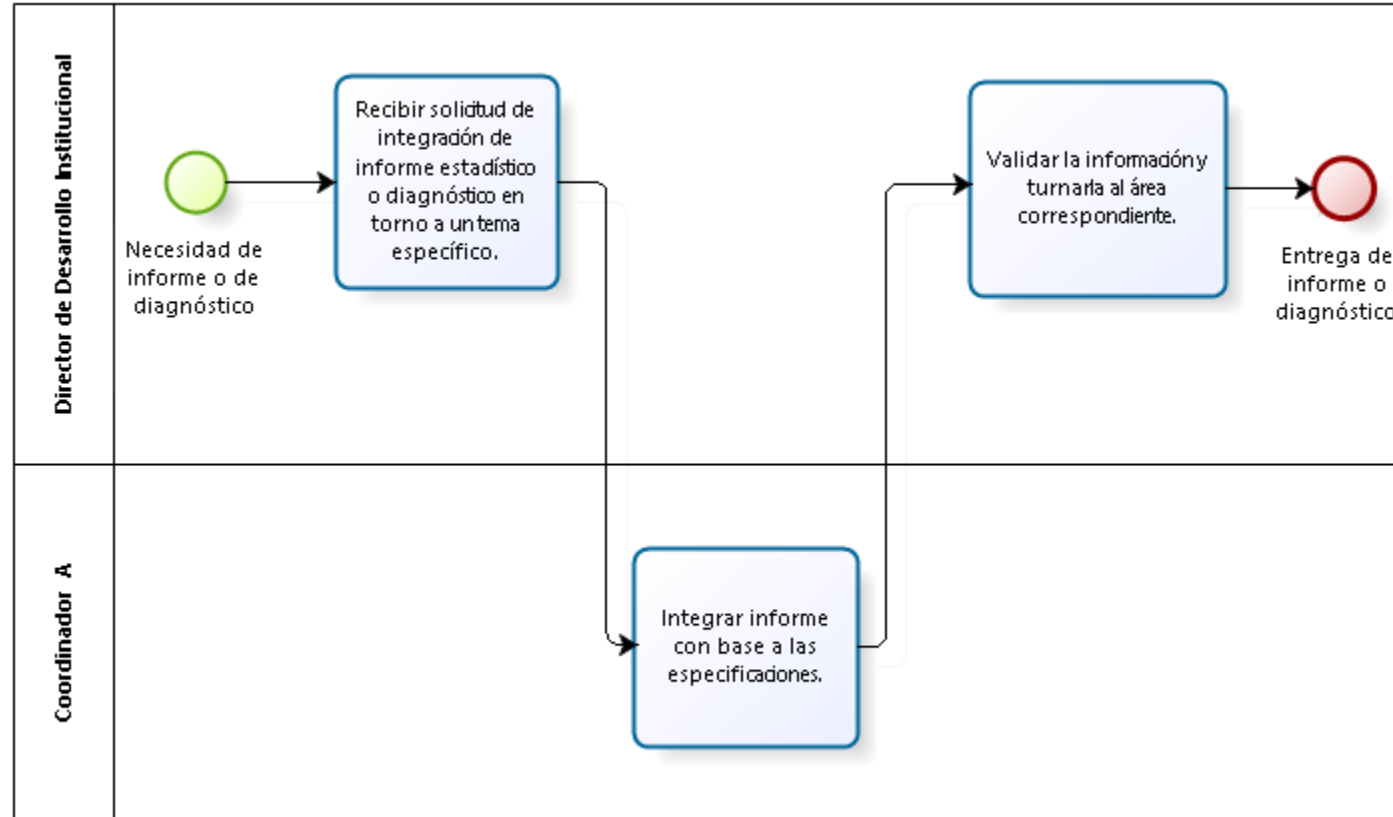 Director de Desarrollo Institucional
Necesidad de
informe o de
diagnóstico
Recibir solicitud de
integración de
informe estadístico
o diagnóstico en
torno a un tema
específico.
Validar la información y
turnarla al área
correspondiente.
Entrega de
informe o
diagnóstico
Coordinador A
Integrar informe
con base a las
especificaciones.